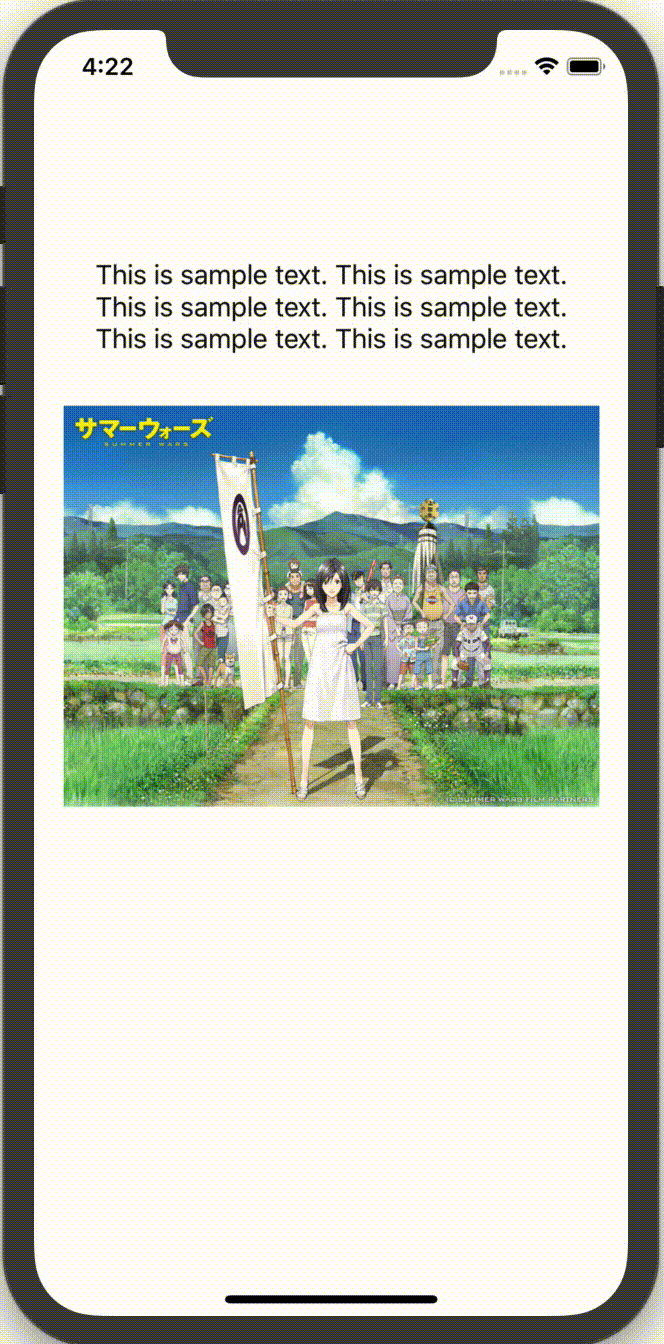 4:22
This is sample text. This is sample text.
This is sample text. This is sample text.
This is sample text. This is sample text.
サマーウォーズ
SUMMER WARS
©SUMMER WARS FILM PARTNERS